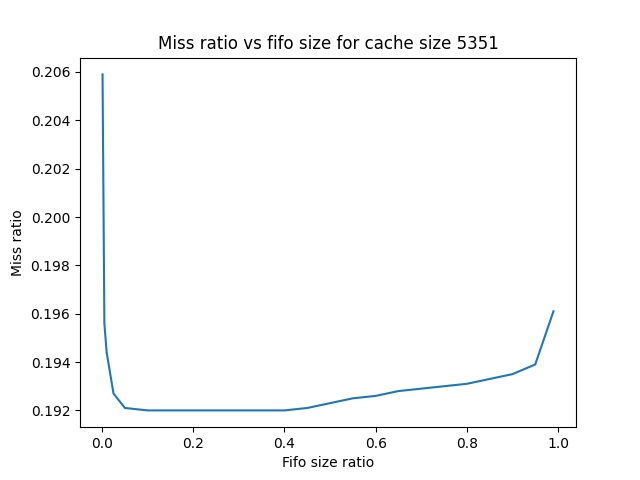 Miss ratio vs fifo size for cache size 5351
0.206
0.204
0.202
0.200
0.198
0.196
0.194
0.192
Miss ratio
0.0 0.2 0.4 0.6 0.8 1.0
Fifo size ratio